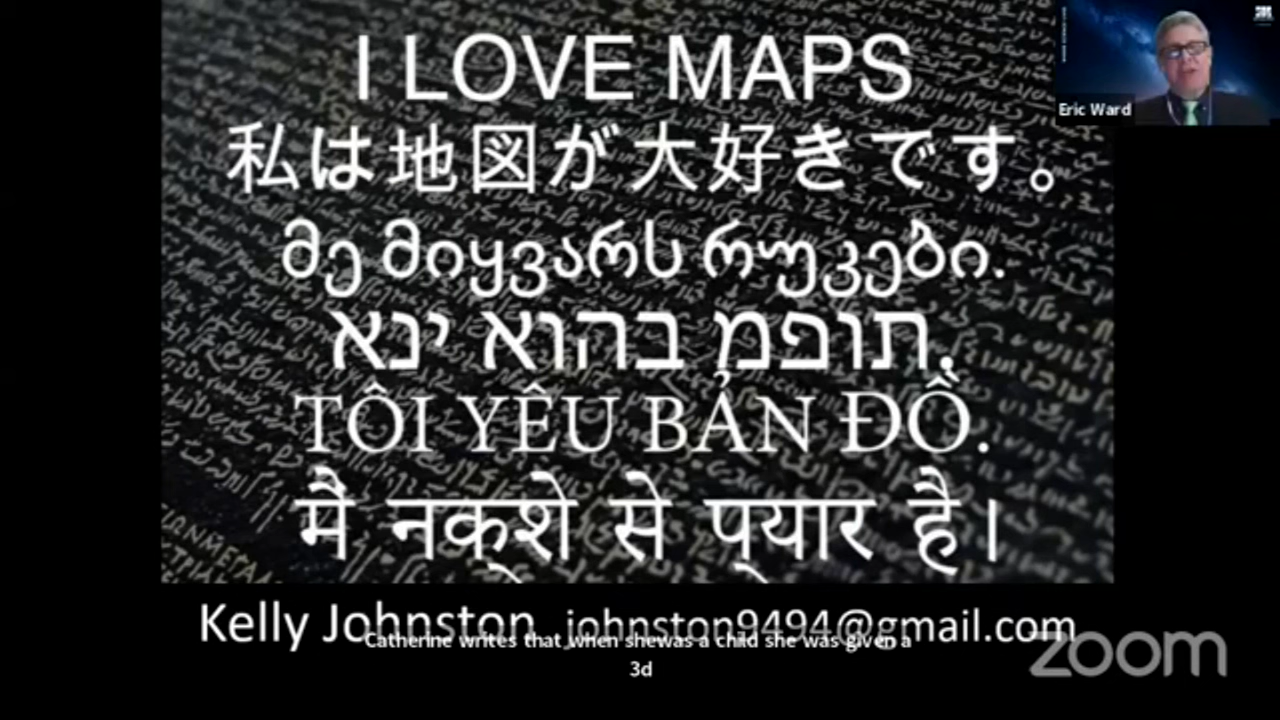 I LOVE MAPS
Eric Ward
私は地図が大好きです。
მე მიყვარს რუკები.
אני אוהב מפות.
TÔI YÊU BẢN ĐỒ.
मै नक्शे से प्यार है।
Kelly Johnston johnston9494@gmail.com
Catherine writes that when shewas a child she was given a
3d
zoom